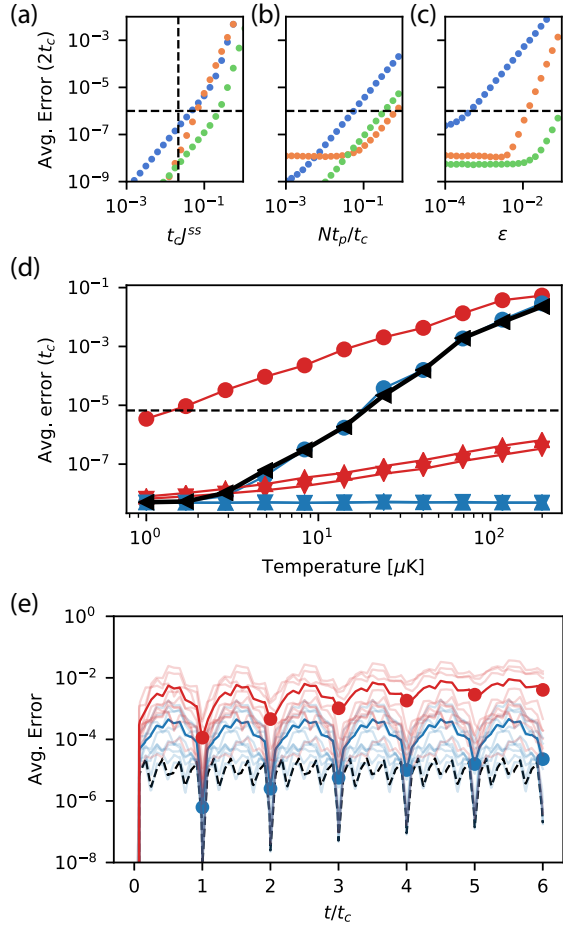 (a) (b) (c)
Avg. Error (2t_c)
10^{-3}
10^{-5}
10^{-7}
10^{-9}
10^{-3} 10^{-1} 10^{-3} 10^{-1} 10^{-4} 10^{-2}
t_cJ^{ss} Nt_p/t_c ε
(d)
Avg. error (t_c)
10^{-1}
10^{-3}
10^{-5}
10^{-7}
10^0 10^1 10^2
Temperature [μK]
(e)
Avg. Error
10^0
10^{-2}
10^{-4}
10^{-6}
10^{-8}
0 1 2 3 4 5 6
t/t_c